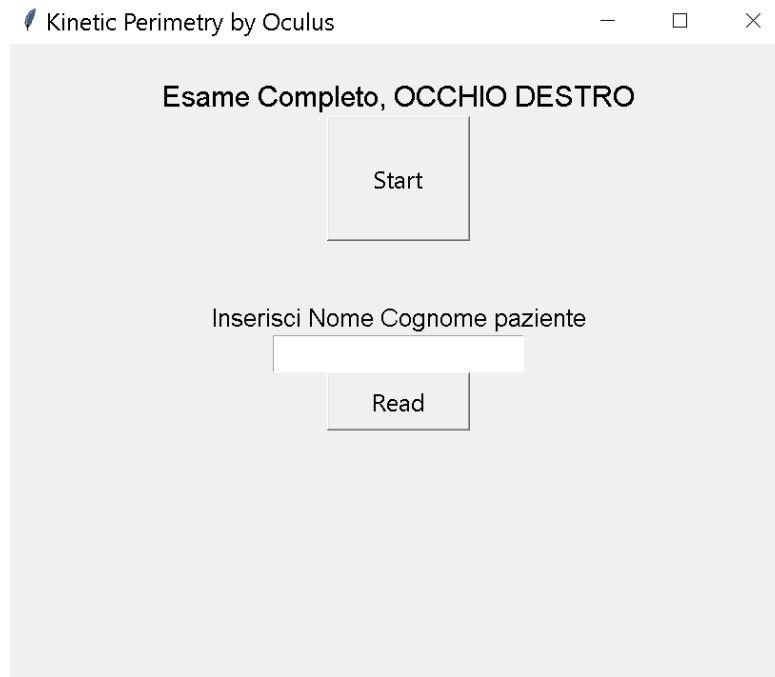 Kinetic Perimetry by Oculus
Esame Completo, OCCHIO DESTRO
Start
Inserisci Nome Cognome paziente
Read